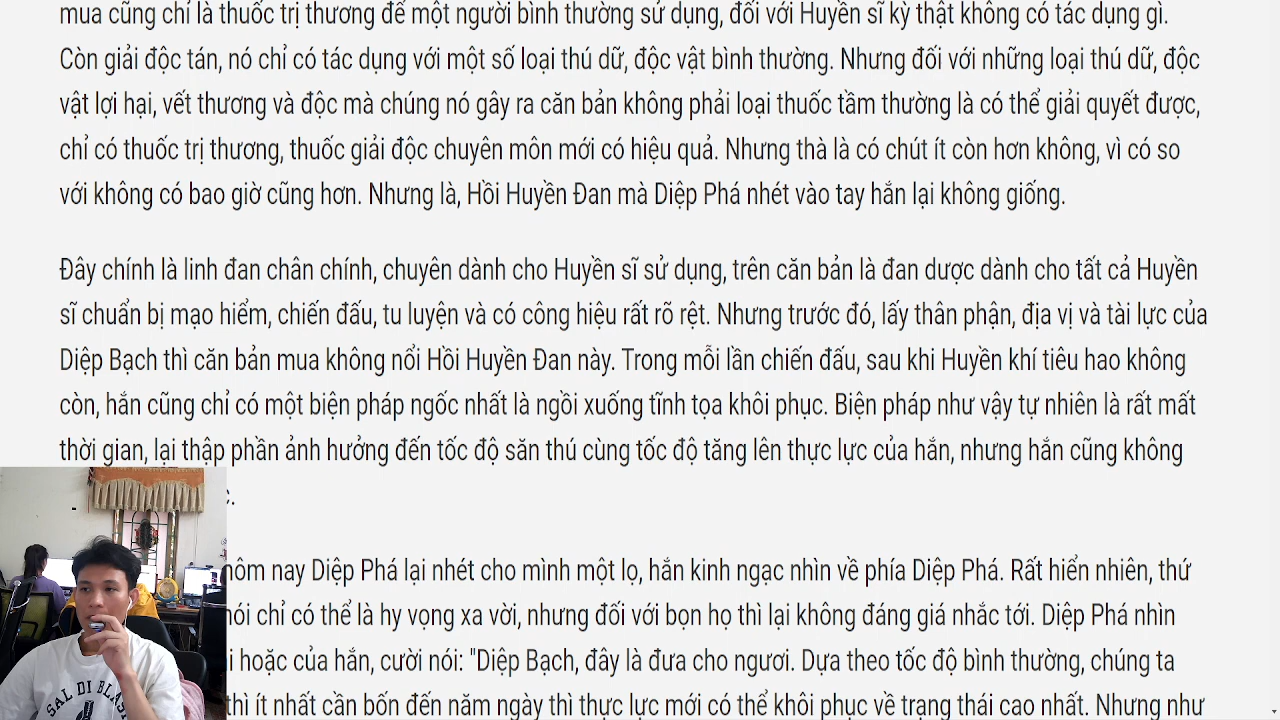 mua cũng chỉ là thuốc trị thương để một người bình thường sử dụng, đối với Huyền sĩ kỳ thật không có tác dụng gì.
Còn giải độc tán, nó chỉ có tác dụng với một số loại thú dữ, độc vật bình thường. Nhưng đối với những loại thú dữ, độc
vật lợi hại, vết thương và độc mà chúng nó gây ra căn bản không phải loại thuốc tầm thường là có thể giải quyết được,
chỉ có thuốc trị thương, thuốc giải độc chuyên môn mới có hiệu quả. Nhưng thà là có chút ít còn hơn không, vì có so
với không có bao giờ cũng hơn. Nhưng là, Hồi Huyền Đan mà Diệp Phá nhét vào tay hắn lại không giống.
Đây chính là linh đan chân chính, chuyên dành cho Huyền sĩ sử dụng, trên căn bản là đan dược dành cho tất cả Huyền
sĩ chuẩn bị mạo hiểm, chiến đấu, tu luyện và có công hiệu rất rõ rệt. Nhưng trước đó, lấy thân phận, địa vị và tài lực của
Diệp Bạch thì căn bản mua không nổi Hồi Huyền Đan này. Trong mỗi lần chiến đấu, sau khi Huyền khí tiêu hao không
còn, hắn cũng chỉ có một biện pháp ngốc nhất là ngồi xuống tĩnh tọa khôi phục. Biện pháp như vậy tự nhiên là rất mất
thời gian, lại thập phần ảnh hưởng đến tốc độ săn thú cùng tốc độ tăng lên thực lực của hắn, nhưng hắn cũng không
c.
hôm nay Diệp Phá lại nhét cho mình một lọ, hắn kinh ngạc nhìn về phía Diệp Phá. Rất hiển nhiên, thứ
nói chỉ có thể là hy vọng xa vời, nhưng đối với bọn họ thì lại không đáng giá nhắc tới. Diệp Phá nhìn
i hoặc của hắn, cười nói: "Diệp Bạch, đây là đưa cho ngươi. Dựa theo tốc độ bình thường, chúng ta
thì ít nhất cần bốn đến năm ngày thì thực lực mới có thể khôi phục về trạng thái cao nhất. Nhưng như
SAL DI